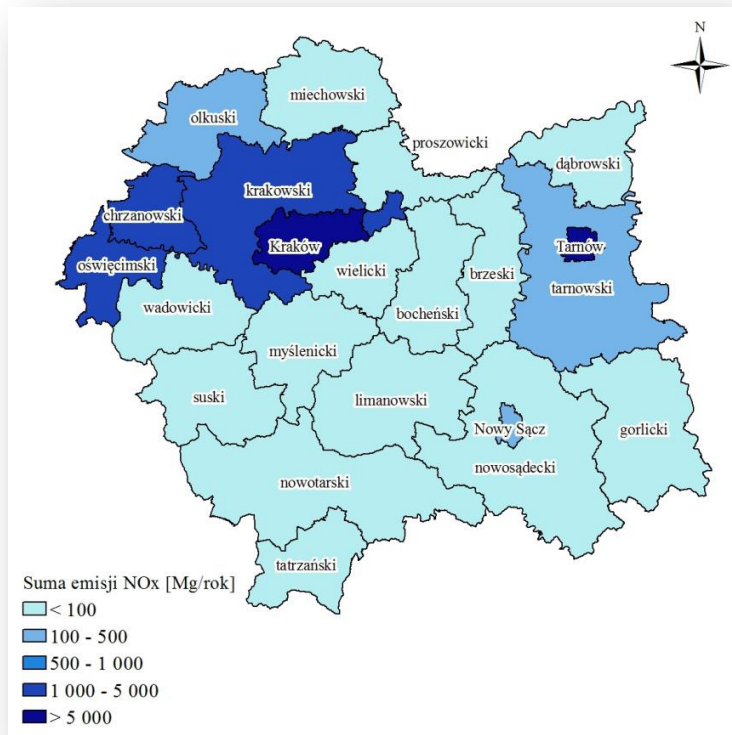 N
miechowski
olkuski
proszowicki
dąbrowski
krakowski
chrzanowski
Kraków
Tarnów
oświęcimski
wielicki
brzeski
tarnowski
wadowicki
bocheński
myślenicki
suski
limanowski
Nowy Sącz
gorlicki
nowosądecki
nowotarski
tatrzański
Suma emisji NOx [Mg/rok]
< 100
100 - 500
500 - 1 000
1 000 - 5 000
> 5 000